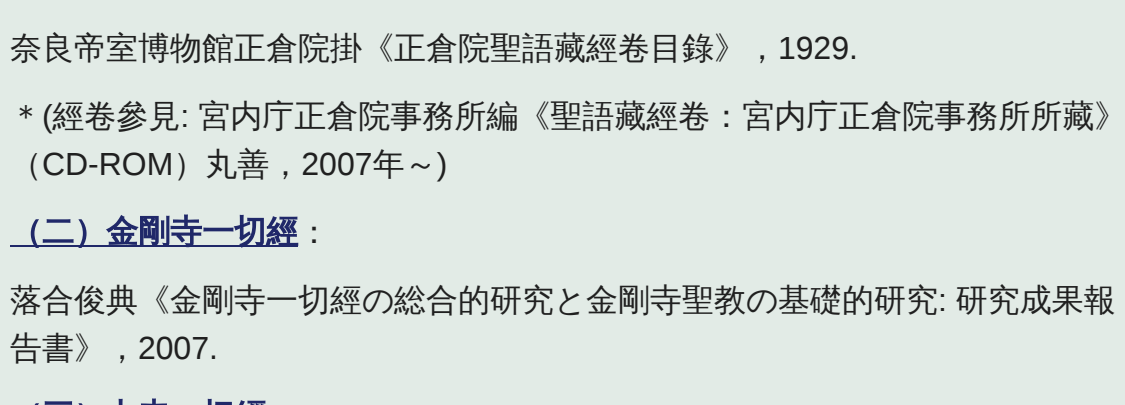 奈良帝室博物館正倉院掛《正倉院聖語藏經卷目錄》，1929.
＊(經卷參見: 宮内庁正倉院事務所編《聖語藏經卷：宮内庁正倉院事務所所藏》
（CD-ROM）丸善，2007年～)
（二）金剛寺一切經：
落合俊典《金剛寺一切經の総合的研究と金剛寺聖教の基礎的研究: 研究成果報
告書》，2007.